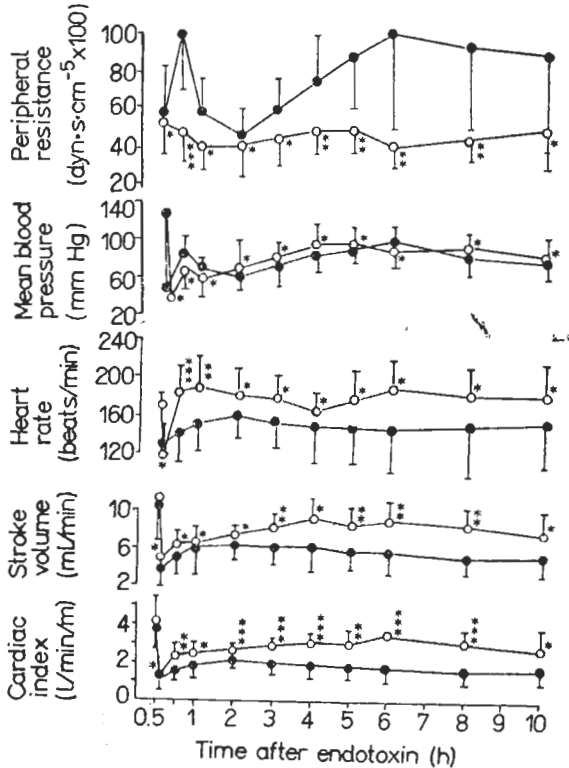 Peripheral
resistance
(dyn·s·cm⁻⁵x100)
100
80
60
40
20
Mean blood
pressure
(mm Hg)
140
100
60
20
Heart
rate
(beats/min)
240
200
160
120
Stroke
volume
(ml/min)
10
6
2
Cardiac
index
(l/min/m)
4
2
0
0.5 1 2 3 4 5 6 7 8 9 10
Time after endotoxin (h)